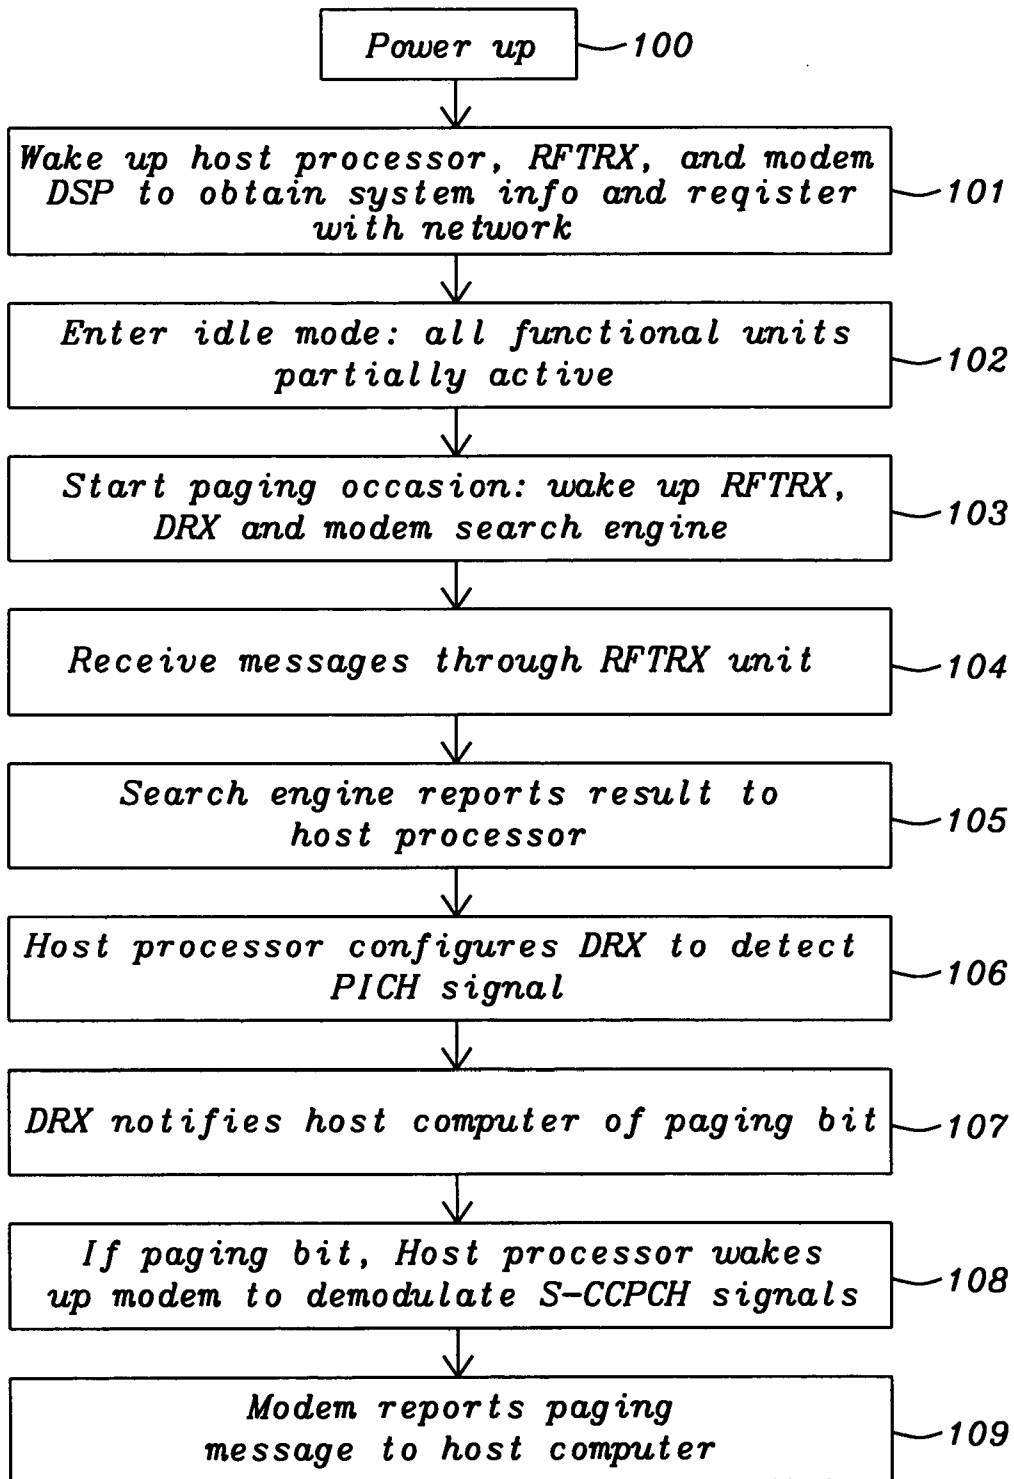 Power up
100
Wake up host processor, RFTRX, and modem
DSP to obtain system info and reqister
with network
101
Enter idle mode: all functional units
partially active
102
Start paging occasion: wake up RFTRX,
DRX and modem search engine
103
Receive messages through RFTRX unit
104
Search engine reports result to
host processor
105
Host processor configures DRX to detect
PICH signal
106
DRX notifies host computer of paging bit
107
If paging bit, Host processor wakes
up modem to demodulate S-CCPCH signals
108
Modem reports paging
message to host computer
109